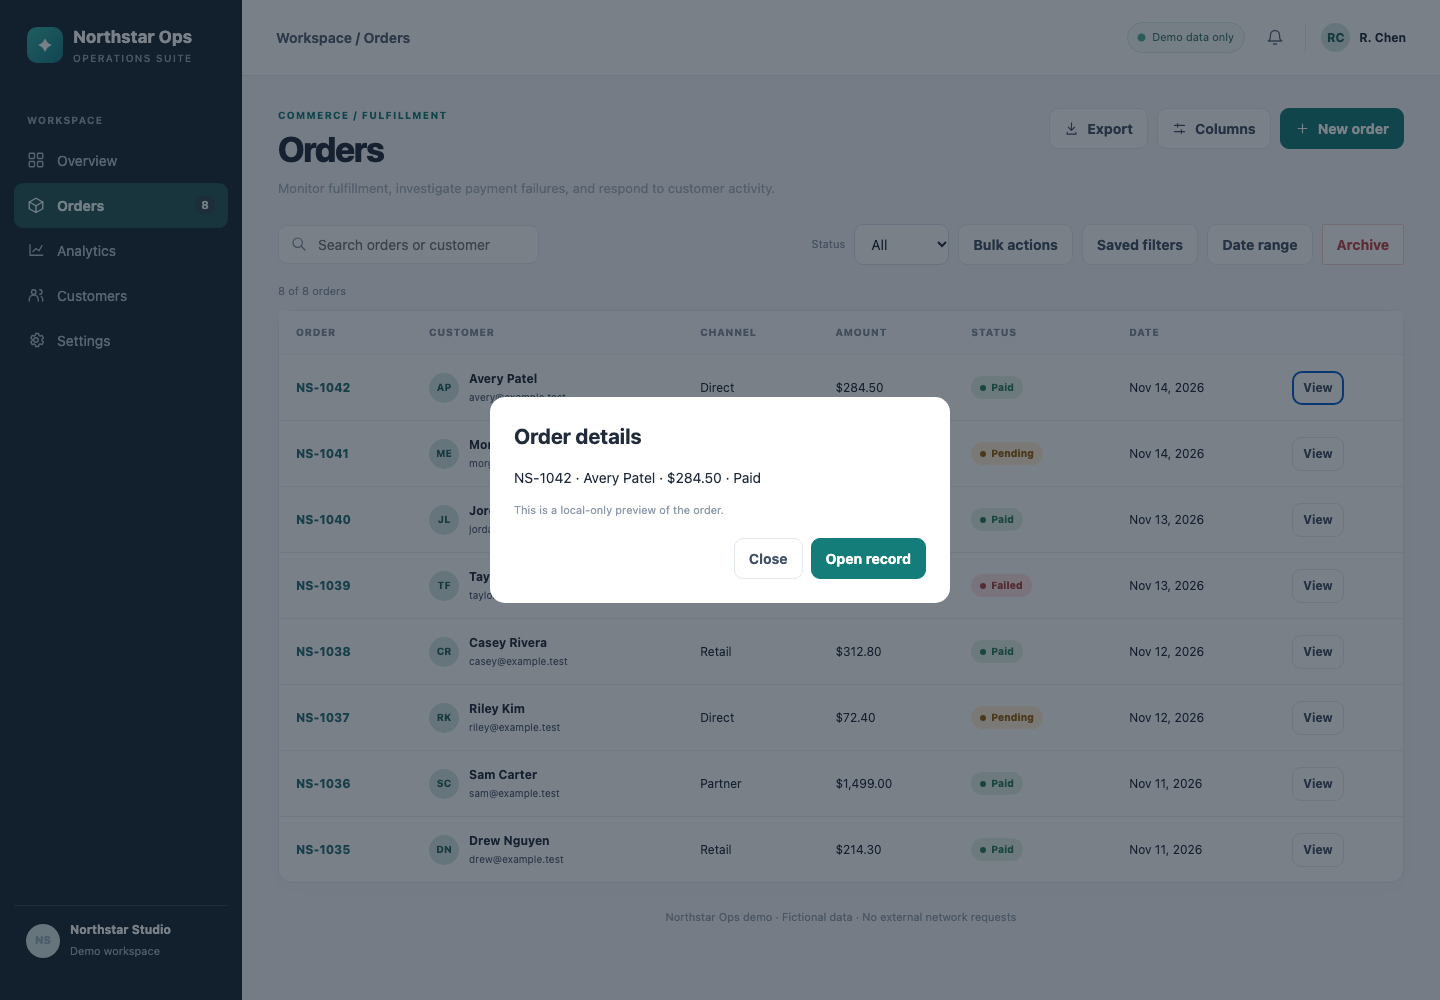 Northstar Ops
OPERATIONS SUITE
WORKSPACE
Overview
Orders 8
Analytics
Customers
Settings
NS
Northstar Studio
Demo workspace
Workspace / Orders
Demo data only
RC R. Chen
COMMERCE / FULFILLMENT
Orders
Monitor fulfillment, investigate payment failures, and respond to customer activity.
Export Columns New order
Search orders or customer
Status All Bulk actions Saved filters Date range Archive
8 of 8 orders
ORDER CUSTOMER CHANNEL AMOUNT STATUS DATE
NS-1042 AP Avery Patel Direct $284.50 Paid Nov 14, 2026 View
avery@example.test
NS-1041 ME Pending Nov 14, 2026 View
NS-1040 JL Paid Nov 13, 2026 View
NS-1039 TF Failed Nov 13, 2026 View
Order details
NS-1042 · Avery Patel · $284.50 · Paid
This is a local-only preview of the order.
Close Open record
NS-1038 CR Casey Rivera Retail $312.80 Paid Nov 12, 2026 View
casey@example.test
NS-1037 RK Riley Kim Direct $72.40 Pending Nov 12, 2026 View
riley@example.test
NS-1036 SC Sam Carter Partner $1,499.00 Paid Nov 11, 2026 View
sam@example.test
NS-1035 DN Drew Nguyen Retail $214.30 Paid Nov 11, 2026 View
drew@example.test
Northstar Ops demo · Fictional data · No external network requests